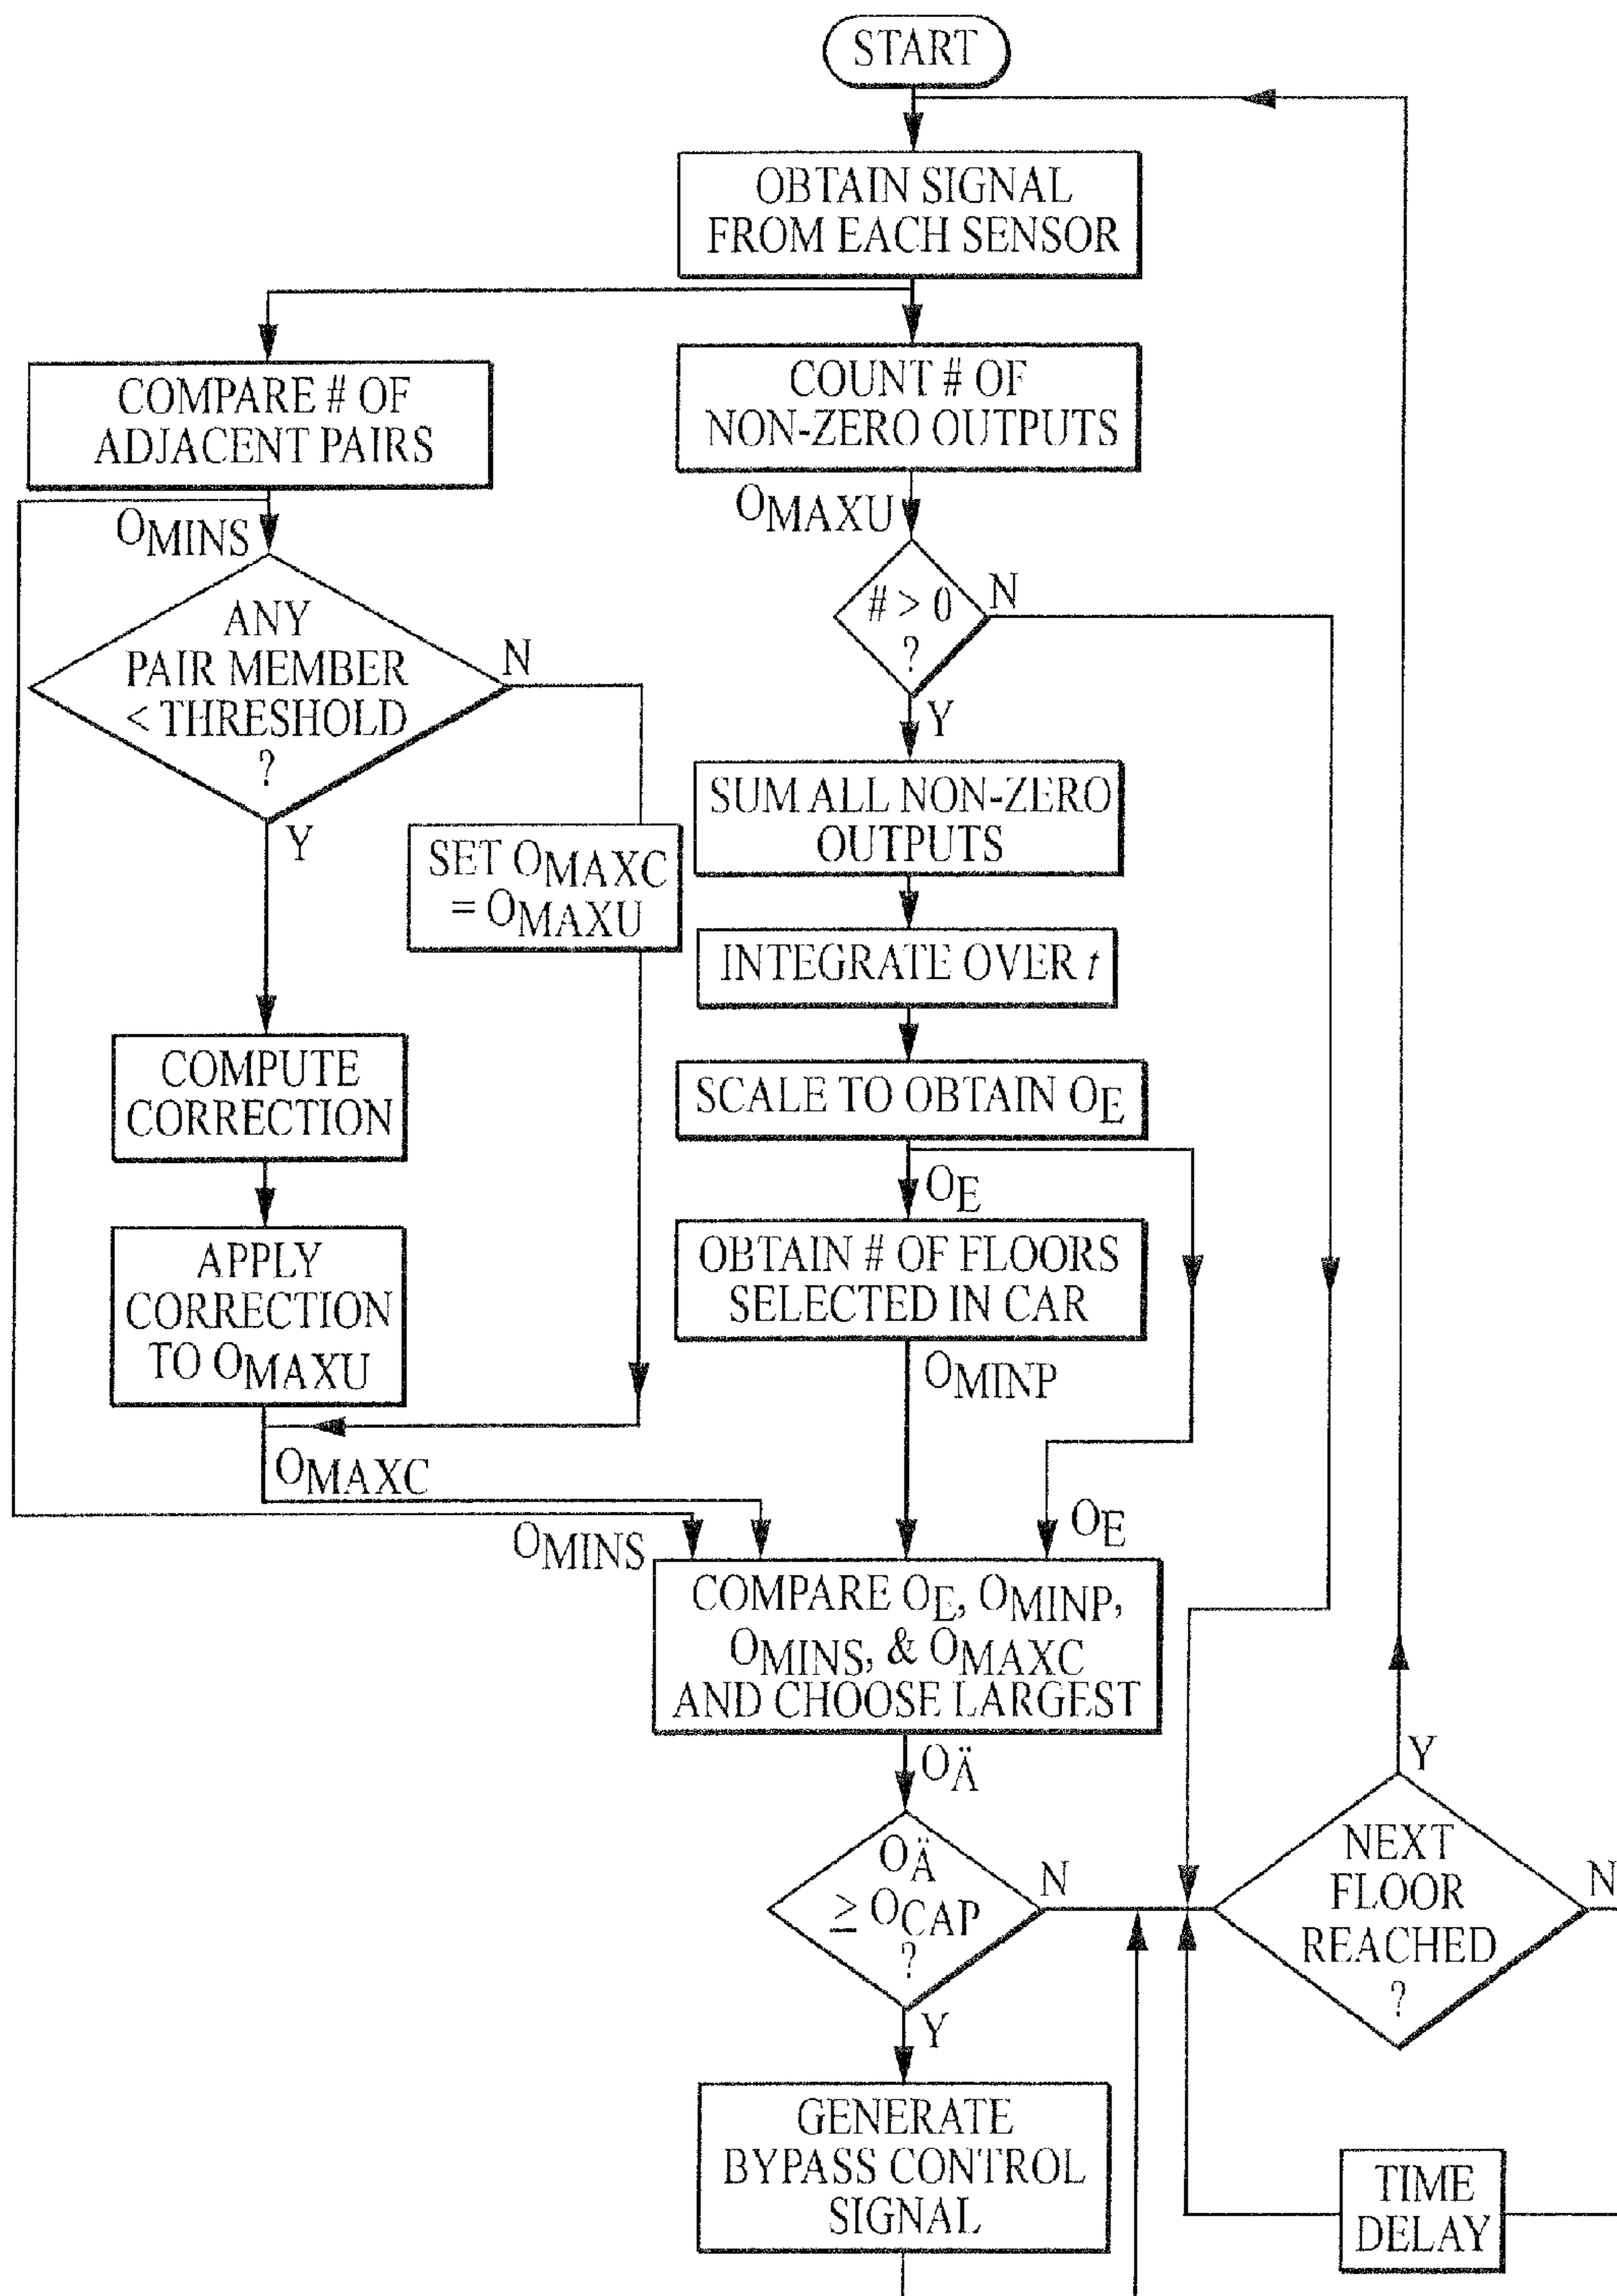 START
OBTAIN SIGNAL
FROM EACH SENSOR
COMPARE # OF
ADJACENT PAIRS
COUNT # OF
NON-ZERO OUTPUTS
OMINS
OMAXU
ANY
PAIR MEMBER
< THRESHOLD
?
N
Y
# > 0
?
N
Y
SET OMAXC
= OMAXU
SUM ALL NON-ZERO
OUTPUTS
INTEGRATE OVER t
COMPUTE
CORRECTION
SCALE TO OBTAIN OE
OE
APPLY
CORRECTION
TO OMAXU
OBTAIN # OF FLOORS
SELECTED IN CAR
OMINP
OMAXC
OMINS
OE
COMPARE OE, OMINP,
OMINS, & OMAXC
AND CHOOSE LARGEST
OÄ
OÄ
≥ OCAP
?
N
Y
NEXT
FLOOR
REACHED
?
Y
N
GENERATE
BYPASS CONTROL
SIGNAL
TIME
DELAY